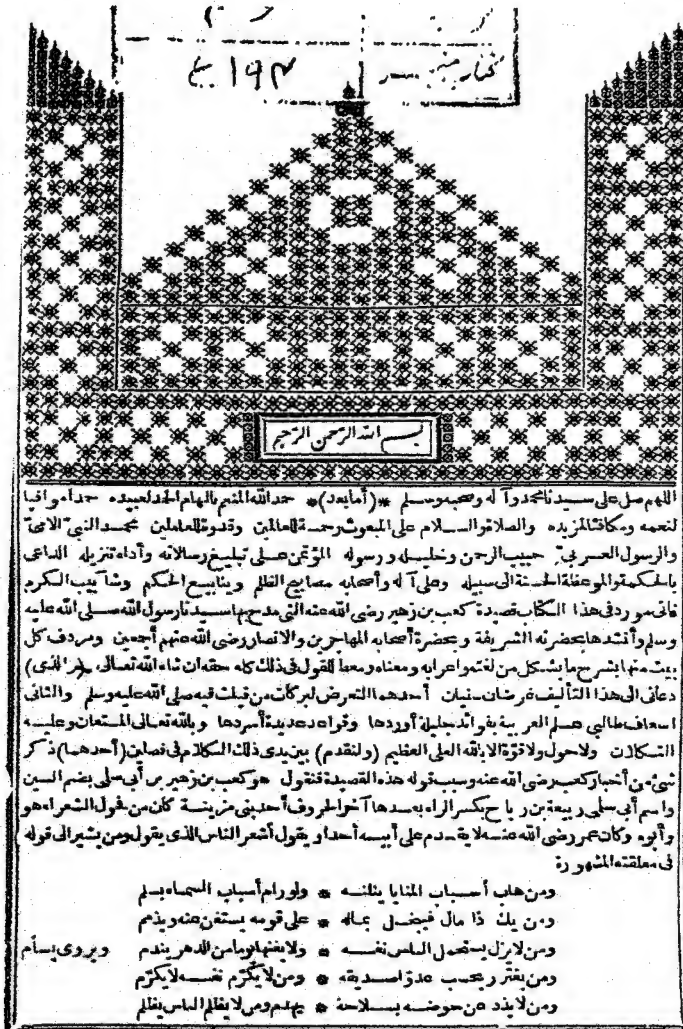 ١٩٤
بسم الله الرحمن الرحيم
اللهم صل على سيدنا محمد وآله وصحبه وسلم *(أما بعد)* حمد الله المنعم بالهام الحمد لعبيده حمدا موافيا
لنعمه ومكافئا لمزيده والصلاة والسلام على المبعوث رحمة للعالمين وقدوة للعاملين محمد النبي الامي
والرسول العربي حبيب الرحمن وخليله ورسوله المؤتمن على تبليغ رسالاته وأداء تنزيله الداعي
بالحكمة والموعظة الحسنة الى سبيله وعلى آله وأصحابه مصابيح الظلم وينابيع الحكم وشآبيب الكرم
فاني مورد في هذا الكتاب قصيدة كعب بن زهير رضي الله عنه التي مدح بها سيدنا رسول الله صلى الله عليه
وسلم وأنشدها بحضرته الشريفة وبحضرة أصحابه المهاجرين والانصار رضي الله عنهم أجمعين ومردف كل
بيت منها بشرح ما يشكل من لغته واعرابه ومعناه ومعط للقول في ذلك كله حقه ان شاء الله تعالى (والذي)
دعاني الى هذا التأليف غرضان سنيان أحدهما التعرض لبركات من قيلت فيه صلى الله عليه وسلم والثاني
اسعاف طالبي علم العربية بفوائد جليلة أوردها وقواعد عديدة أسردها وبالله تعالى المستعان وعليه
التكلان ولا حول ولا قوة الا بالله العلي العظيم (ولنقدم) بين يدي ذلك الكلام في فصلين (أحدهما) ذكر
شئ من أخبار كعب رضي الله عنه وسبب قوله هذه القصيدة فنقول هو كعب بن زهير بن أبي سلمى بضم السين
واسم أبي سلمى ربيعة بن رياح بكسر الراء بعدها آخر الحروف أحد بني مزينة كان من فحول الشعراء هو
وأبوه وكان عمر رضي الله عنه لا يقدم على أبيه أحدا ويقول أشعر الناس الذي يقول ومن يشير الى قوله
في معلقته المشهورة
ومن هاب أسباب المنايا ينلنه * ولو رام أسباب السماء بسلم
ومن يك ذا مال فيبخل بماله * على قومه يستغن عنه ويذمم
ومن لا يزل يستحمل الناس نفسه * ولا يغنها يوما من الدهر يندم ويروى يسأم
ومن يغترب يحسب عدوا صديقه * ومن لا يكرم نفسه لا يكرم
ومن لا يذد عن حوضه بسلاحه * يهدم ومن لا يظلم الناس يظلم